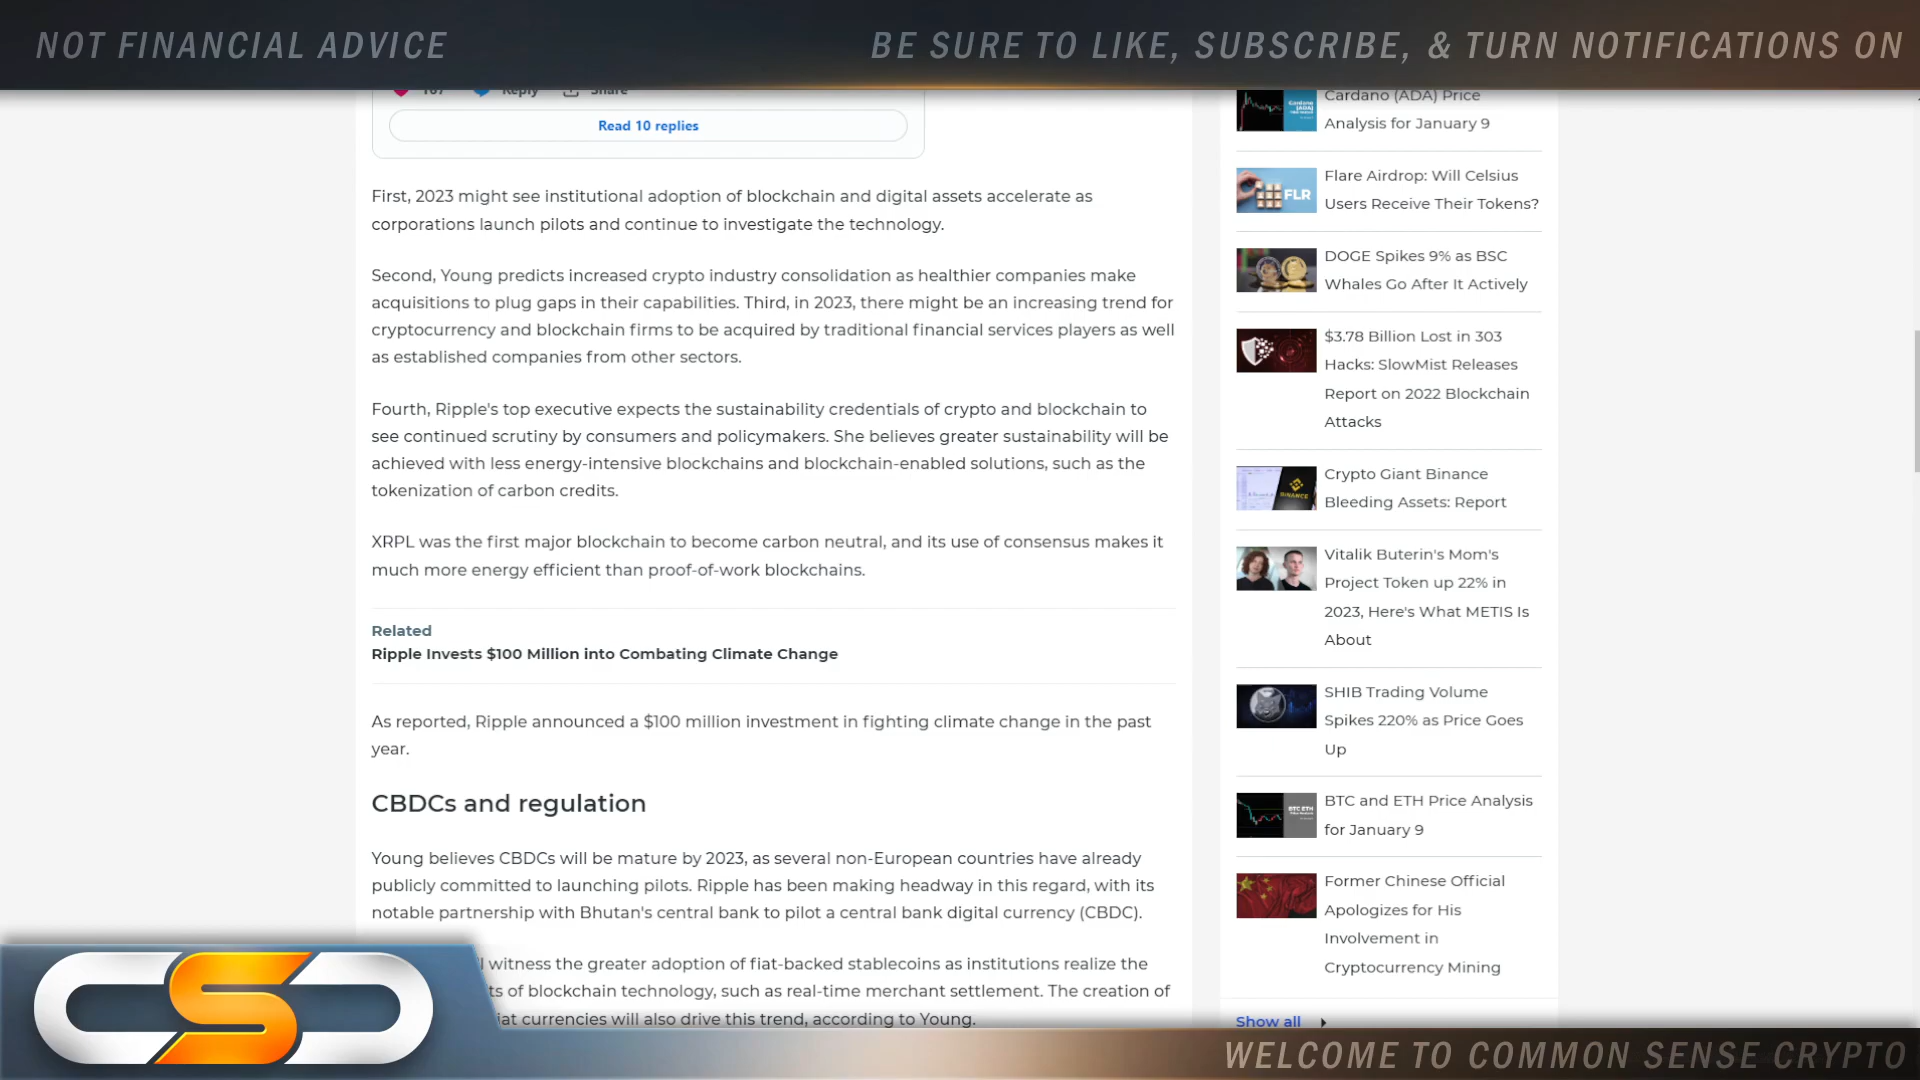 NOT FINANCIAL ADVICE
BE SURE TO LIKE, SUBSCRIBE, & TURN NOTIFICATIONS ON
107 Reply Share
Read 10 replies
First, 2023 might see institutional adoption of blockchain and digital assets accelerate as
corporations launch pilots and continue to investigate the technology.
Second, Young predicts increased crypto industry consolidation as healthier companies make
acquisitions to plug gaps in their capabilities. Third, in 2023, there might be an increasing trend for
cryptocurrency and blockchain firms to be acquired by traditional financial services players as well
as established companies from other sectors.
Fourth, Ripple's top executive expects the sustainability credentials of crypto and blockchain to
see continued scrutiny by consumers and policymakers. She believes greater sustainability will be
achieved with less energy-intensive blockchains and blockchain-enabled solutions, such as the
tokenization of carbon credits.
XRPL was the first major blockchain to become carbon neutral, and its use of consensus makes it
much more energy efficient than proof-of-work blockchains.
Related
Ripple Invests $100 Million into Combating Climate Change
As reported, Ripple announced a $100 million investment in fighting climate change in the past
year.
CBDCs and regulation
Young believes CBDCs will be mature by 2023, as several non-European countries have already
publicly committed to launching pilots. Ripple has been making headway in this regard, with its
notable partnership with Bhutan's central bank to pilot a central bank digital currency (CBDC).
witness the greater adoption of fiat-backed stablecoins as institutions realize the
of blockchain technology, such as real-time merchant settlement. The creation of
currencies will also drive this trend, according to Young.
Cardano (ADA) Price
Analysis for January 9
FLR
Flare Airdrop: Will Celsius
Users Receive Their Tokens?
DOGE Spikes 9% as BSC
Whales Go After It Actively
$3.78 Billion Lost in 303
Hacks: SlowMist Releases
Report on 2022 Blockchain
Attacks
BINANCE
Crypto Giant Binance
Bleeding Assets: Report
Vitalik Buterin's Mom's
Project Token up 22% in
2023, Here's What METIS Is
About
SHIB Trading Volume
Spikes 220% as Price Goes
Up
BTC ETH
BTC and ETH Price Analysis
for January 9
Former Chinese Official
Apologizes for His
Involvement in
Cryptocurrency Mining
Show all
CSC
WELCOME TO COMMON SENSE CRYPTO